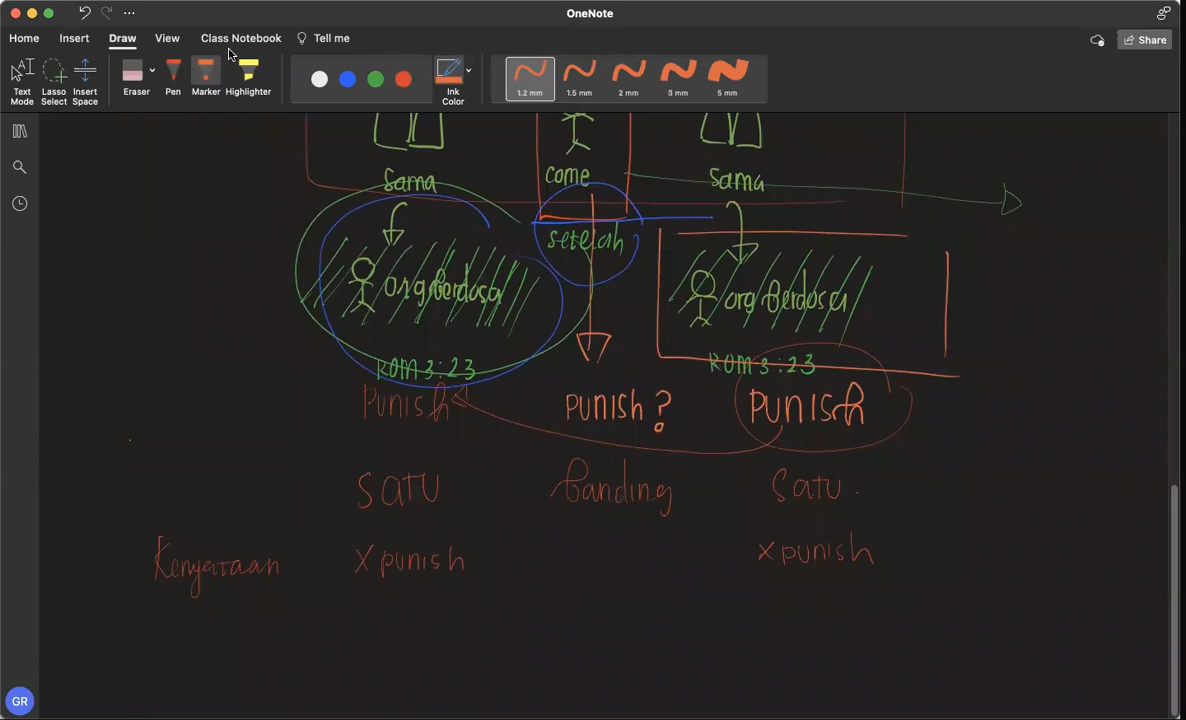 OneNote
Home Insert Draw View Class Notebook Tell me Share
Text Mode Lasso Select Insert Space Eraser Pen Marker Highlighter Ink Color 1.2 mm 1.5 mm 2 mm 3 mm 5 mm
Sama come Sama
setelah
org berdosa org berdosa
ROM 3:23 ROM 3:23
PUNISH PUNISH? PUNISH
SATU banding Satu.
Kenyataan X punish X punish
GR